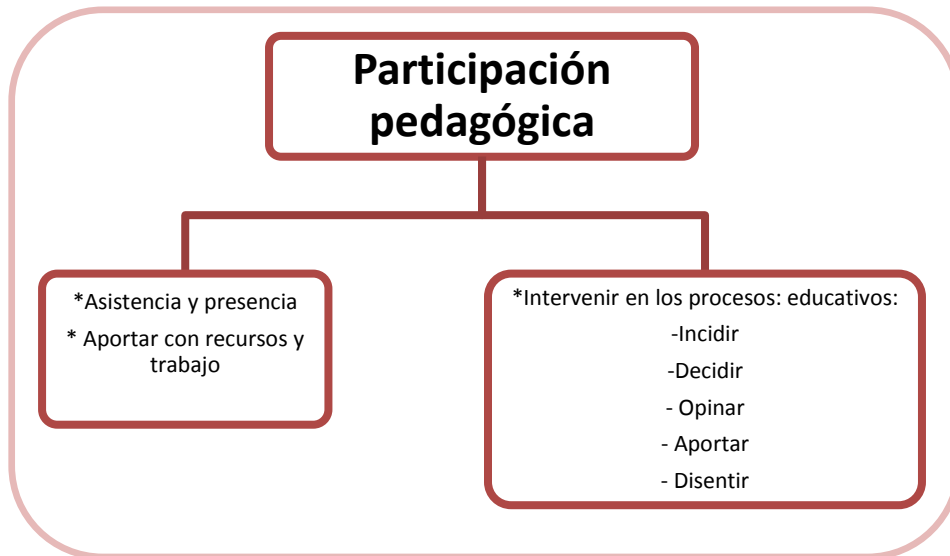 Participación
pedagógica
*Asistencia y presencia
* Aportar con recursos y
trabajo
*Intervenir en los procesos: educativos:
-Incidir
-Decidir
- Opinar
- Aportar
- Disentir